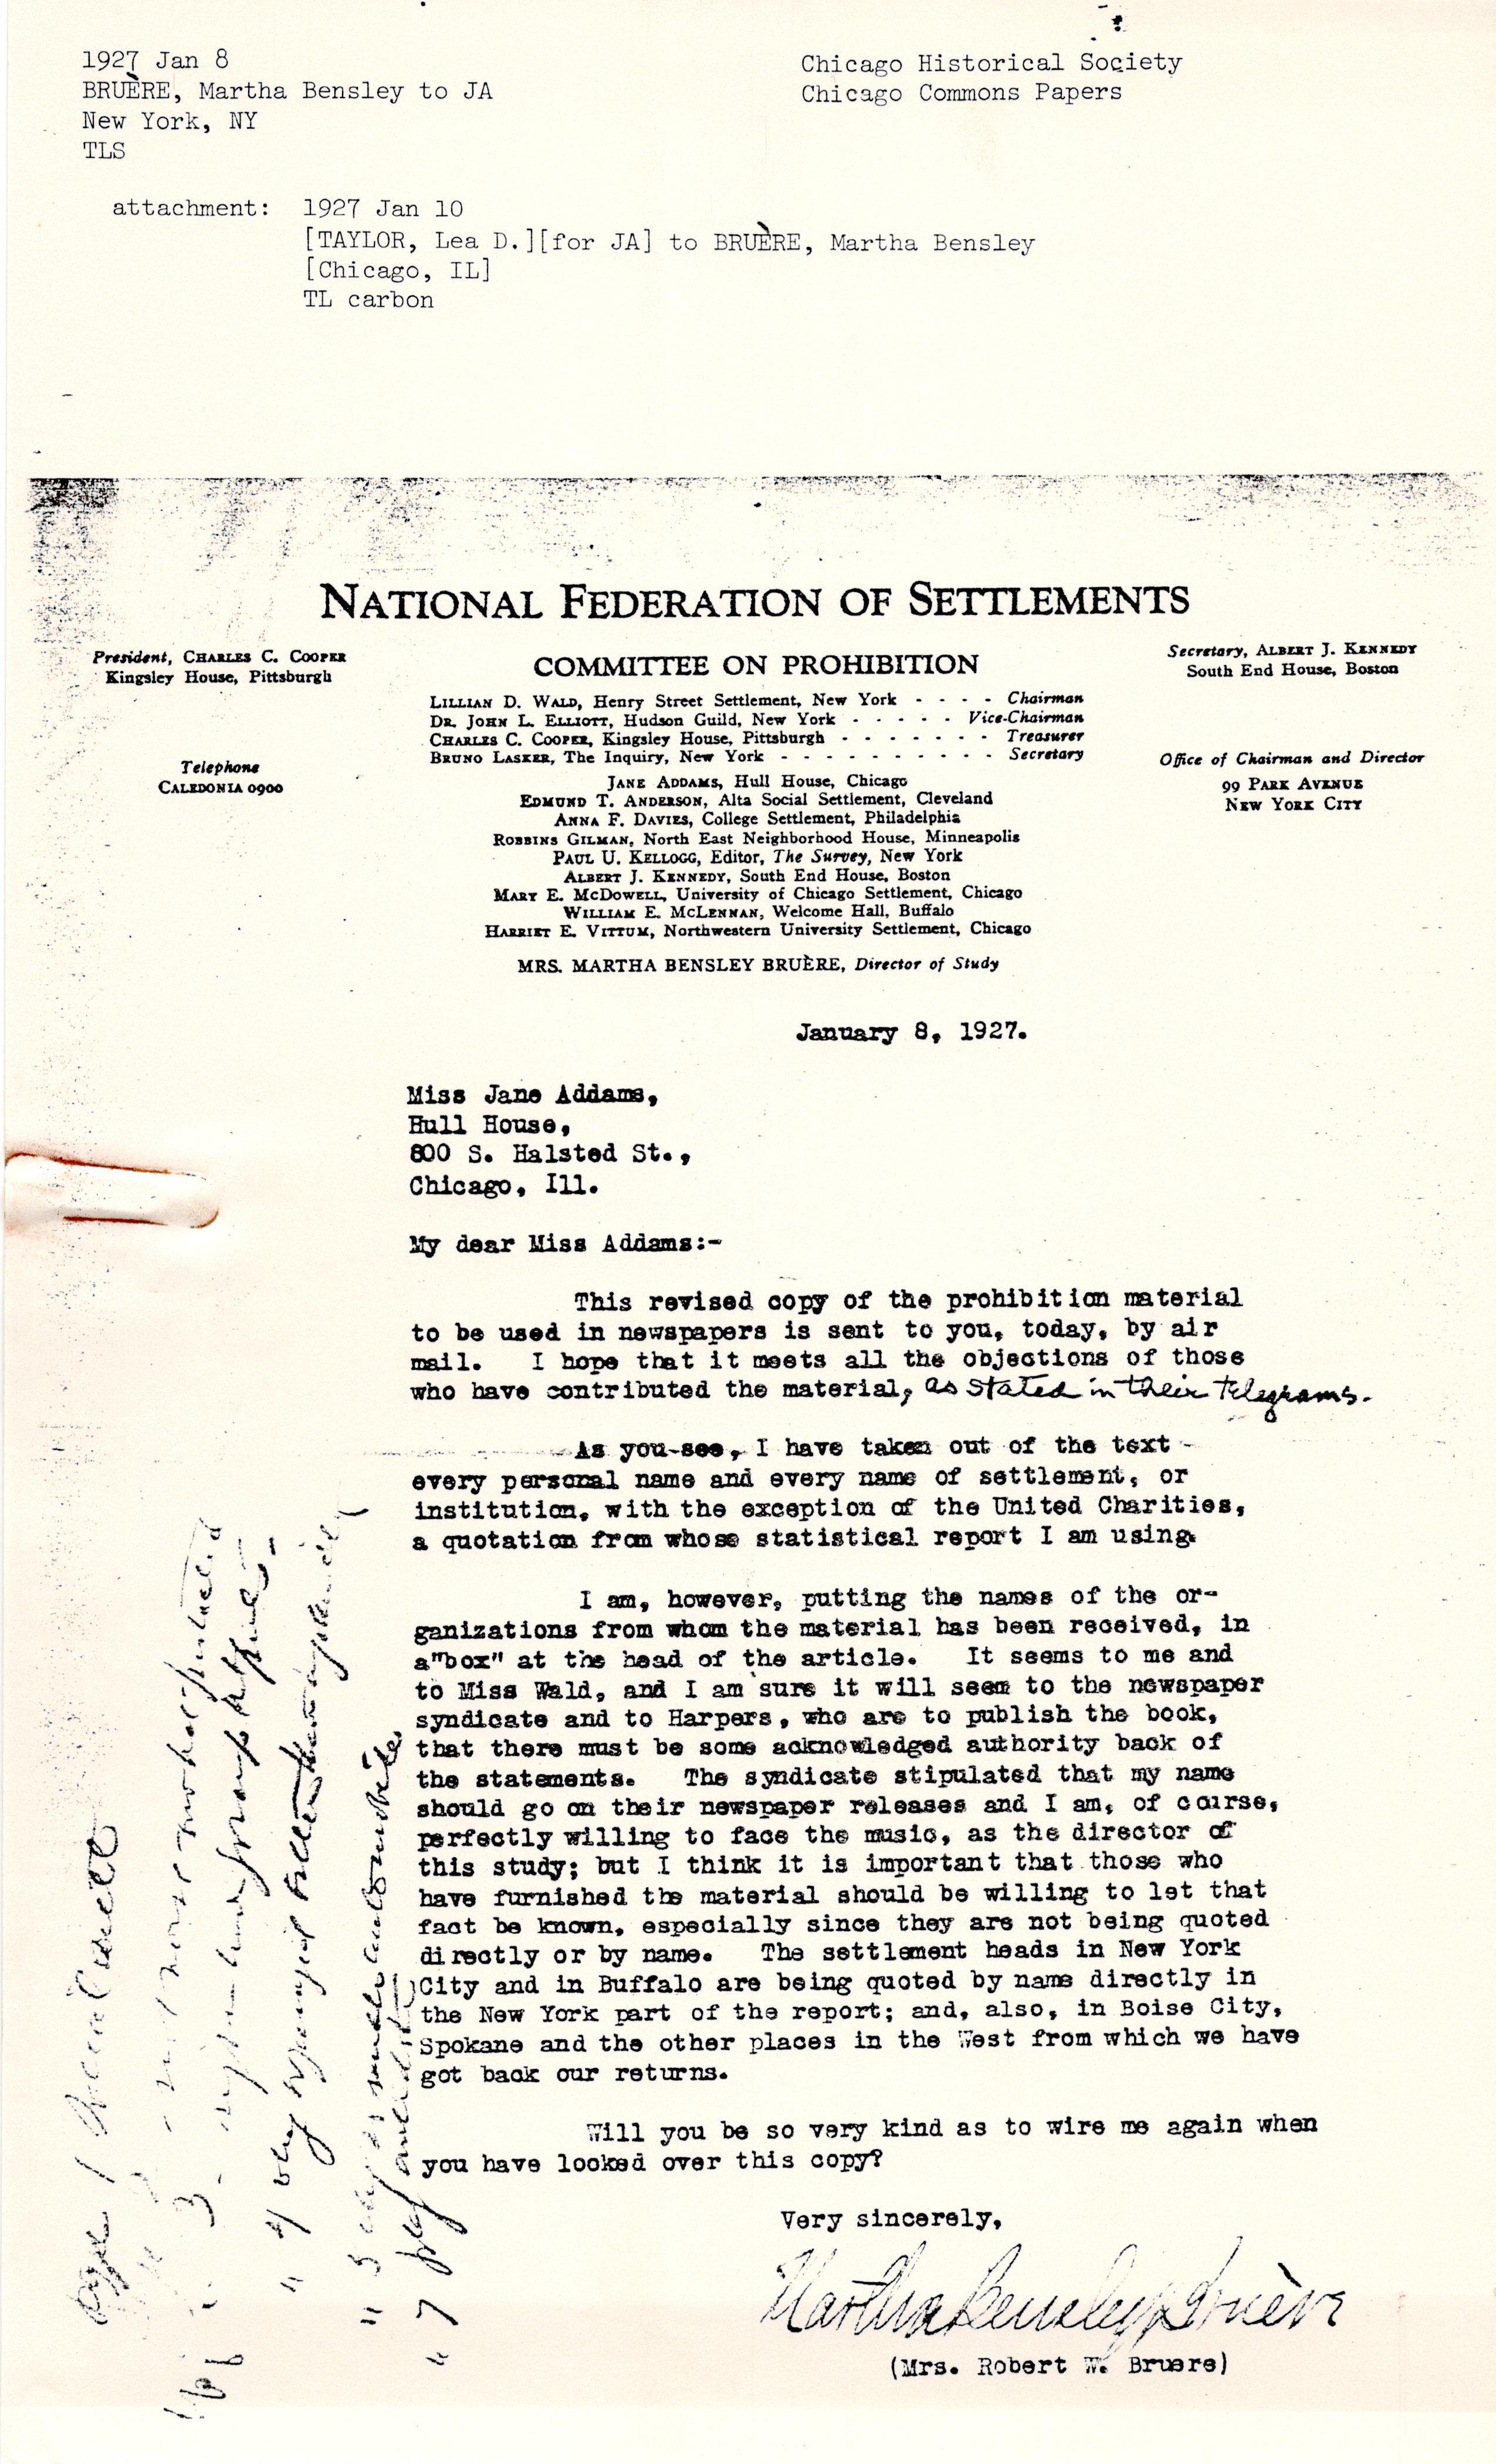 1927 Jan 8
BRUÈRE, Martha Bensley to JA
New York, NY
TLS
Chicago Historical Society
Chicago Commons Papers
attachment: 1927 Jan 10
[TAYLOR, Lea D.][for JA] to BRUÈRE, Martha Bensley
[Chicago, IL]
TL carbon
NATIONAL FEDERATION OF SETTLEMENTS
President, CHARLES C. COOPER
Kingsley House, Pittsburgh
Telephone
CALEDONIA 0900
COMMITTEE ON PROHIBITION
LILLIAN D. WALD, Henry Street Settlement, New York - - - - Chairman
DR. JOHN L. ELLIOTT, Hudson Guild, New York - - - - - Vice-Chairman
CHARLES C. COOPER, Kingsley House, Pittsburgh - - - - - - - Treasurer
BRUNO LASKER, The Inquiry, New York - - - - - - - - - - Secretary
JANE ADDAMS, Hull House, Chicago
EDMUND T. ANDERSON, Alta Social Settlement, Cleveland
ANNA F. DAVIES, College Settlement, Philadelphia
ROBBINS GILMAN, North East Neighborhood House, Minneapolis
PAUL U. KELLOGG, Editor, The Survey, New York
ALBERT J. KENNEDY, South End House, Boston
MARY E. MCDOWELL, University of Chicago Settlement, Chicago
WILLIAM E. MCLENNAN, Welcome Hall, Buffalo
HARRIET E. VITTUM, Northwestern University Settlement, Chicago
MRS. MARTHA BENSLEY BRUÈRE, Director of Study
Secretary, ALBERT J. KENNEDY
South End House, Boston
Office of Chairman and Director
99 PARK AVENUE
NEW YORK CITY
January 8, 1927.
Miss Jane Addams,
Hull House,
800 S. Halsted St.,
Chicago, Ill.
My dear Miss Addams:-
This revised copy of the prohibition material
to be used in newspapers is sent to you, today, by air
mail. I hope that it meets all the objections of those
who have contributed the material, as stated in their telegrams.
As you see, I have taken out of the text
every personal name and every name of settlement, or
institution, with the exception of the United Charities,
a quotation from whose statistical report I am using.
I am, however, putting the names of the or-
ganizations from whom the material has been received, in
a"box" at the head of the article. It seems to me and
to Miss Wald, and I am sure it will seem to the newspaper
syndicate and to Harpers, who are to publish the book,
that there must be some acknowledged authority back of
the statements. The syndicate stipulated that my name
should go on their newspaper releases and I am, of course,
perfectly willing to face the music, as the director of
this study; but I think it is important that those who
have furnished the material should be willing to let that
fact be known, especially since they are not being quoted
directly or by name. The settlement heads in New York
City and in Buffalo are being quoted by name directly in
the New York part of the report; and, also, in Boise City,
Spokane and the other places in the West from which we have
got back our returns.
Will you be so very kind as to wire me again when
you have looked over this copy?
Very sincerely,
Martha Bensley Bruère
(Mrs. Robert W. Bruere)